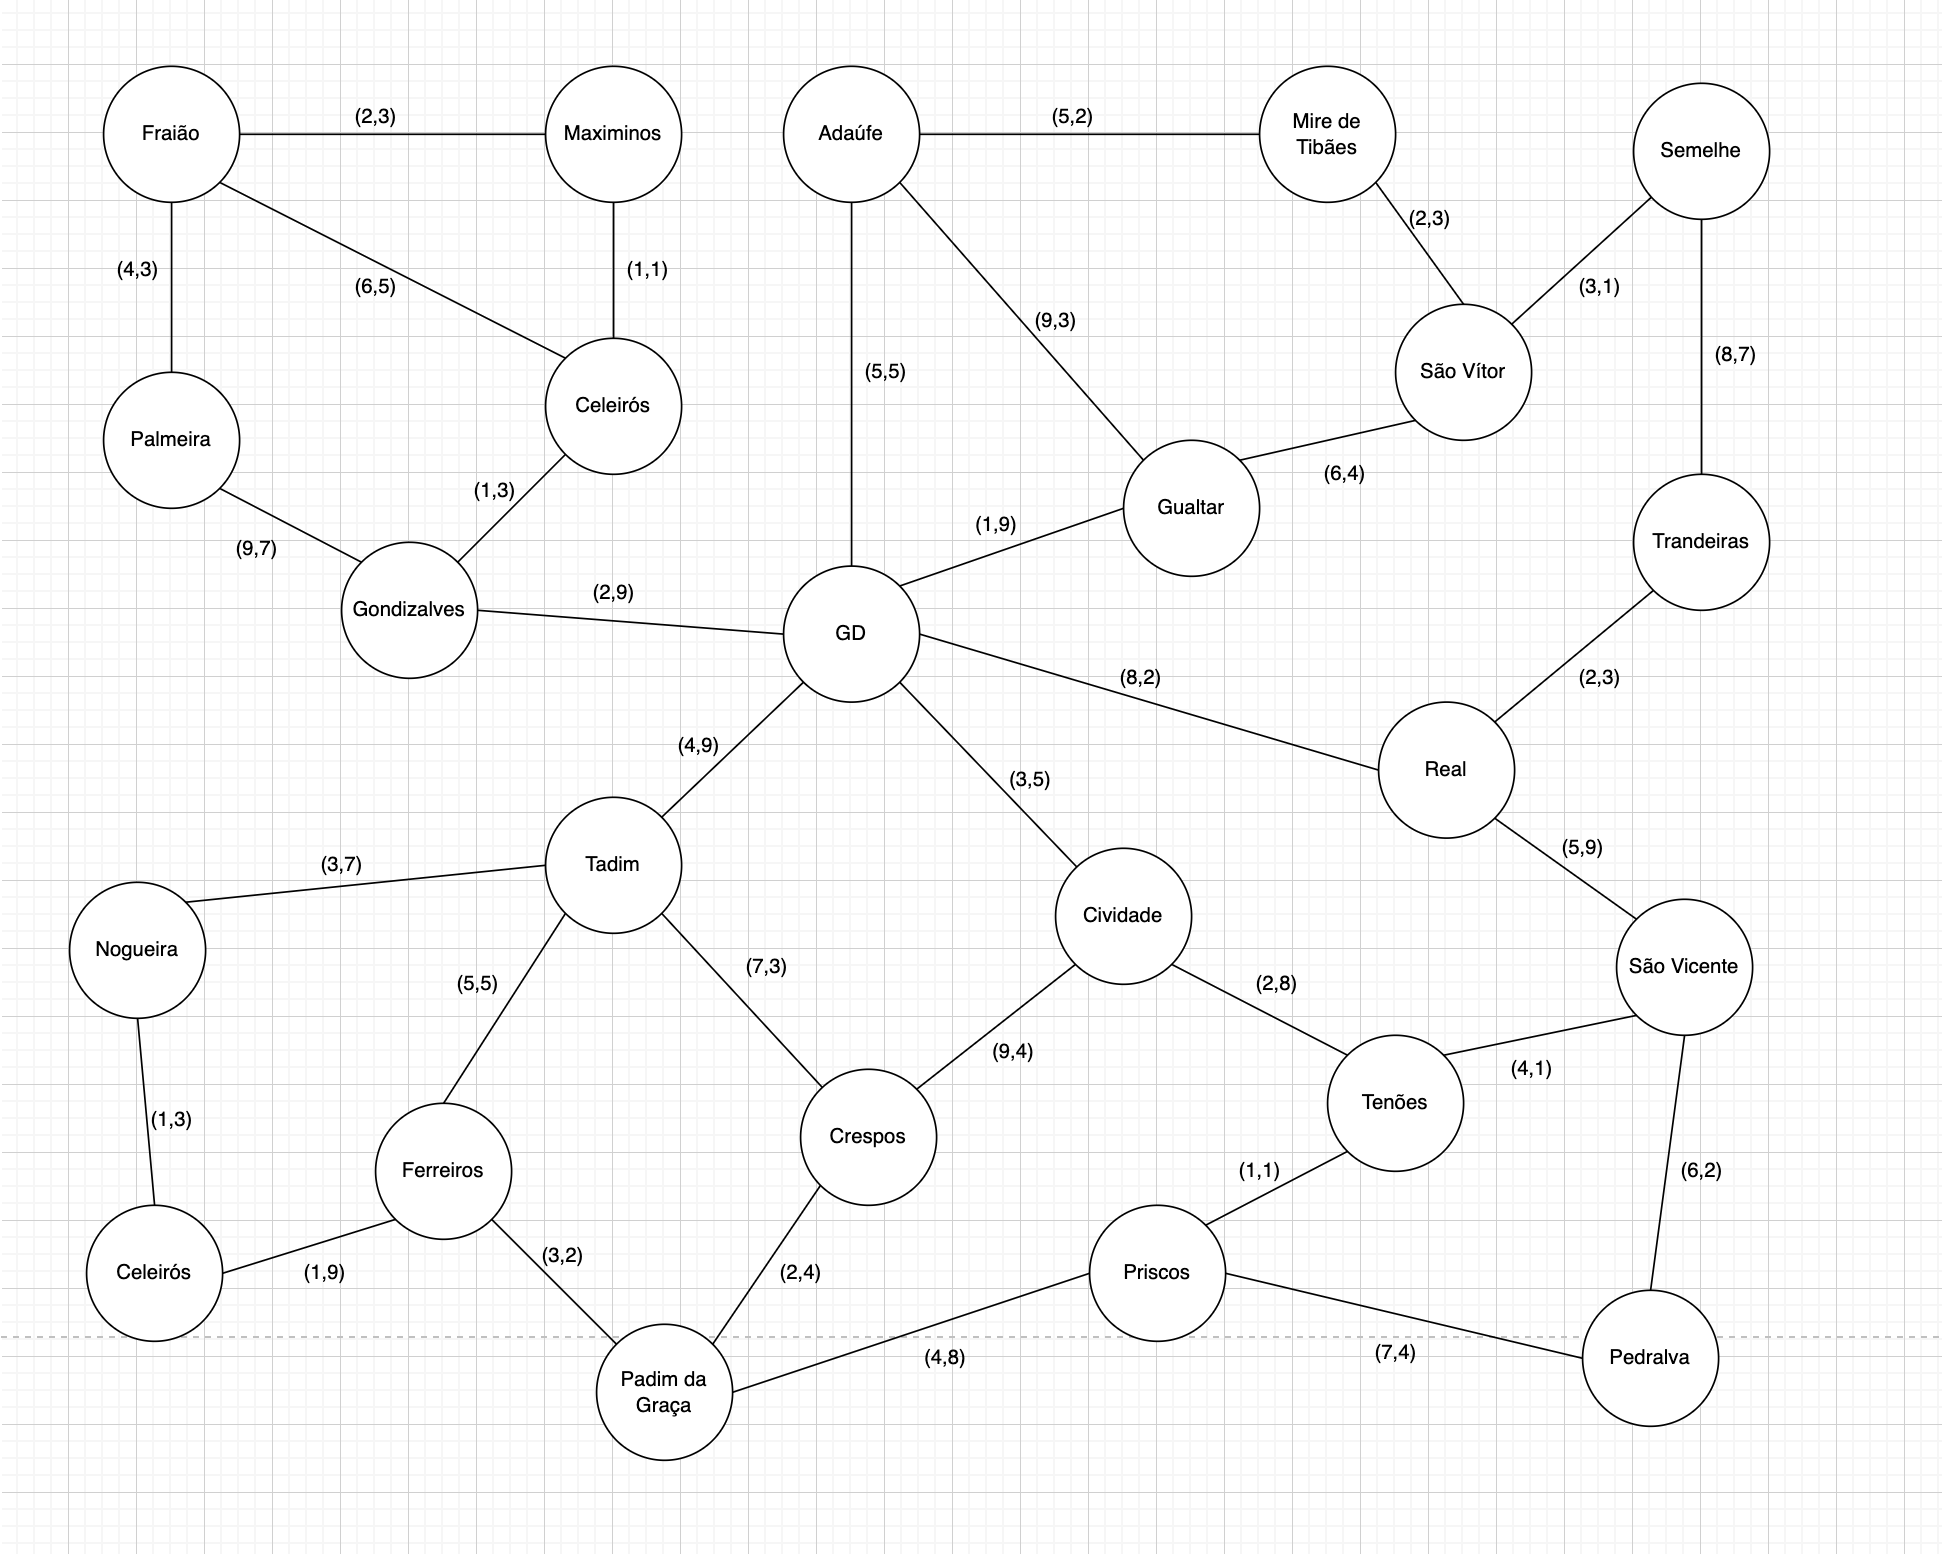 Fraião
(2,3)
Maximinos
Adaúfe
(5,2)
Mire de
Tibães
Semelhe
(2,3)
(4,3)
(6,5)
(1,1)
(3,1)
(9,3)
(8,7)
(5,5)
São Vítor
Celeirós
Palmeira
(6,4)
(1,3)
Gualtar
(1,9)
(9,7)
Trandeiras
(2,9)
Gondizalves
GD
(8,2)
(2,3)
(4,9)
(3,5)
Real
(5,9)
(3,7)
Tadim
Cividade
Nogueira
São Vicente
(5,5)
(7,3)
(2,8)
(9,4)
(4,1)
Tenões
(1,3)
Crespos
Ferreiros
(1,1)
(6,2)
(3,2)
Celeirós
(1,9)
(2,4)
Priscos
(4,8)
(7,4)
Pedralva
Padim da
Graça